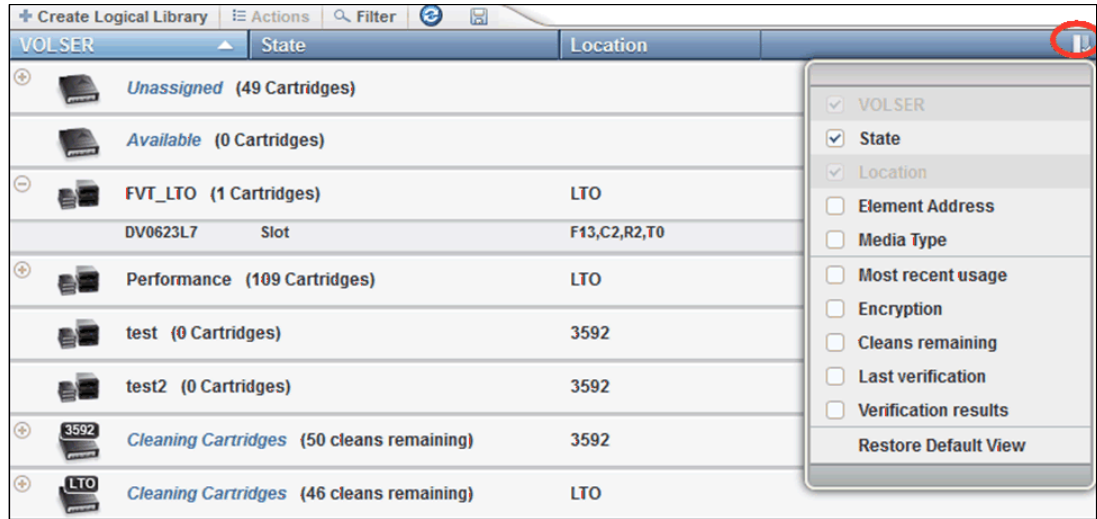 Create Logical Library Actions Filter
VOLSER State Location
Unassigned (49 Cartridges)
Available (0 Cartridges)
FVT_LTO (1 Cartridges) LTO
DV0623L7 Slot F13,C2,R2,T0
Performance (109 Cartridges) LTO
test (0 Cartridges) 3592
test2 (0 Cartridges) 3592
3592 Cleaning Cartridges (50 cleans remaining) 3592
LTO Cleaning Cartridges (46 cleans remaining) LTO
VOLSER
State
Location
Element Address
Media Type
Most recent usage
Encryption
Cleans remaining
Last verification
Verification results
Restore Default View